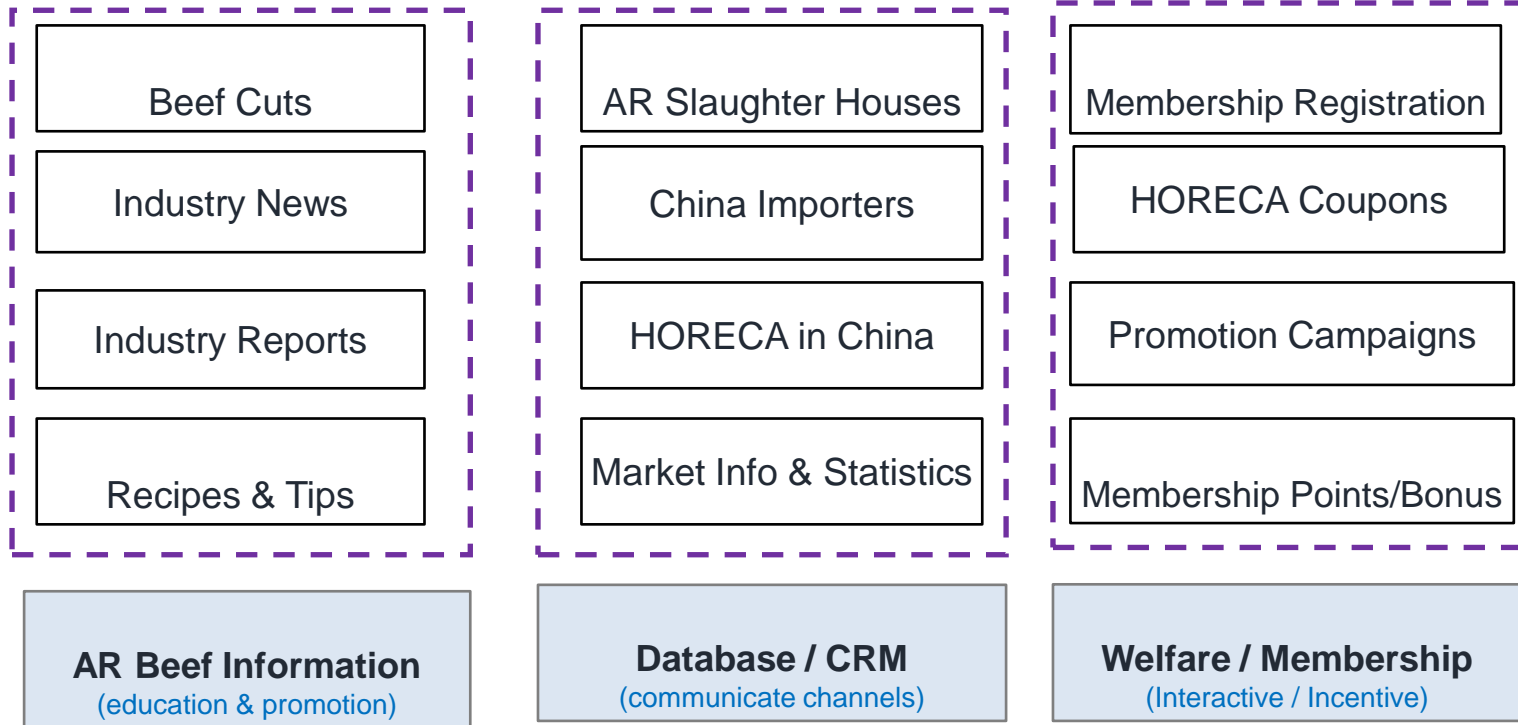 Beef Cuts
Industry News
Industry Reports
Recipes & Tips
AR Beef Information
(education & promotion)
AR Slaughter Houses
China Importers
HORECA in China
Market Info & Statistics
Database / CRM
(communicate channels)
Membership Registration
HORECA Coupons
Promotion Campaigns
Membership Points/Bonus
Welfare / Membership
(Interactive / Incentive)